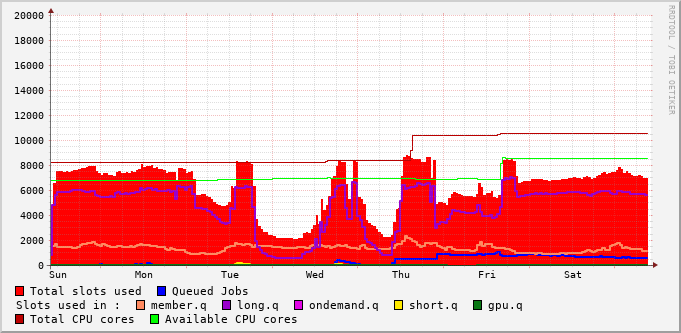 20000
18000
16000
14000
12000
10000
8000
6000
4000
2000
0
Sun Mon Tue Wed Thu Fri Sat
RRDTOOL / TOBI OETIKER
Total slots used Queued Jobs
Slots used in : member.q long.q ondemand.q short.q gpu.q
Total CPU cores Available CPU cores